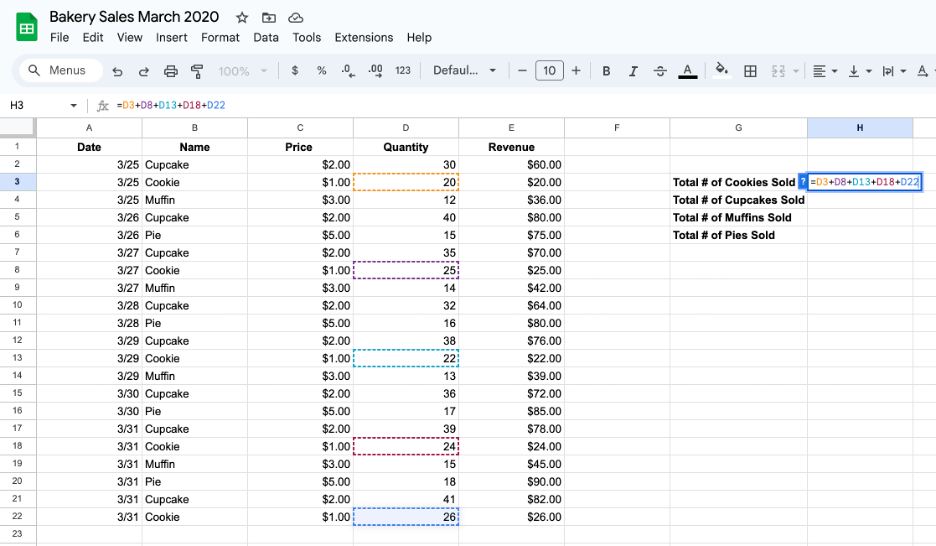 Bakery Sales March 2020
File Edit View Insert Format Data Tools Extensions Help
Menus 100% $ % .0 .00 123 Defaul... − 10 + B I A A
H3 fx =D3+D8+D13+D18+D22
A B C D E F G H
1 Date Name Price Quantity Revenue
2 3/25 Cupcake $2.00 30 $60.00
3 3/25 Cookie $1.00 20 $20.00 Total # of Cookies Sold ? =D3+D8+D13+D18+D22
4 3/25 Muffin $3.00 12 $36.00 Total # of Cupcakes Sold
5 3/26 Cupcake $2.00 40 $80.00 Total # of Muffins Sold
6 3/26 Pie $5.00 15 $75.00 Total # of Pies Sold
7 3/27 Cupcake $2.00 35 $70.00
8 3/27 Cookie $1.00 25 $25.00
9 3/27 Muffin $3.00 14 $42.00
10 3/28 Cupcake $2.00 32 $64.00
11 3/28 Pie $5.00 16 $80.00
12 3/29 Cupcake $2.00 38 $76.00
13 3/29 Cookie $1.00 22 $22.00
14 3/29 Muffin $3.00 13 $39.00
15 3/30 Cupcake $2.00 36 $72.00
16 3/30 Pie $5.00 17 $85.00
17 3/31 Cupcake $2.00 39 $78.00
18 3/31 Cookie $1.00 24 $24.00
19 3/31 Muffin $3.00 15 $45.00
20 3/31 Pie $5.00 18 $90.00
21 3/31 Cupcake $2.00 41 $82.00
22 3/31 Cookie $1.00 26 $26.00
23